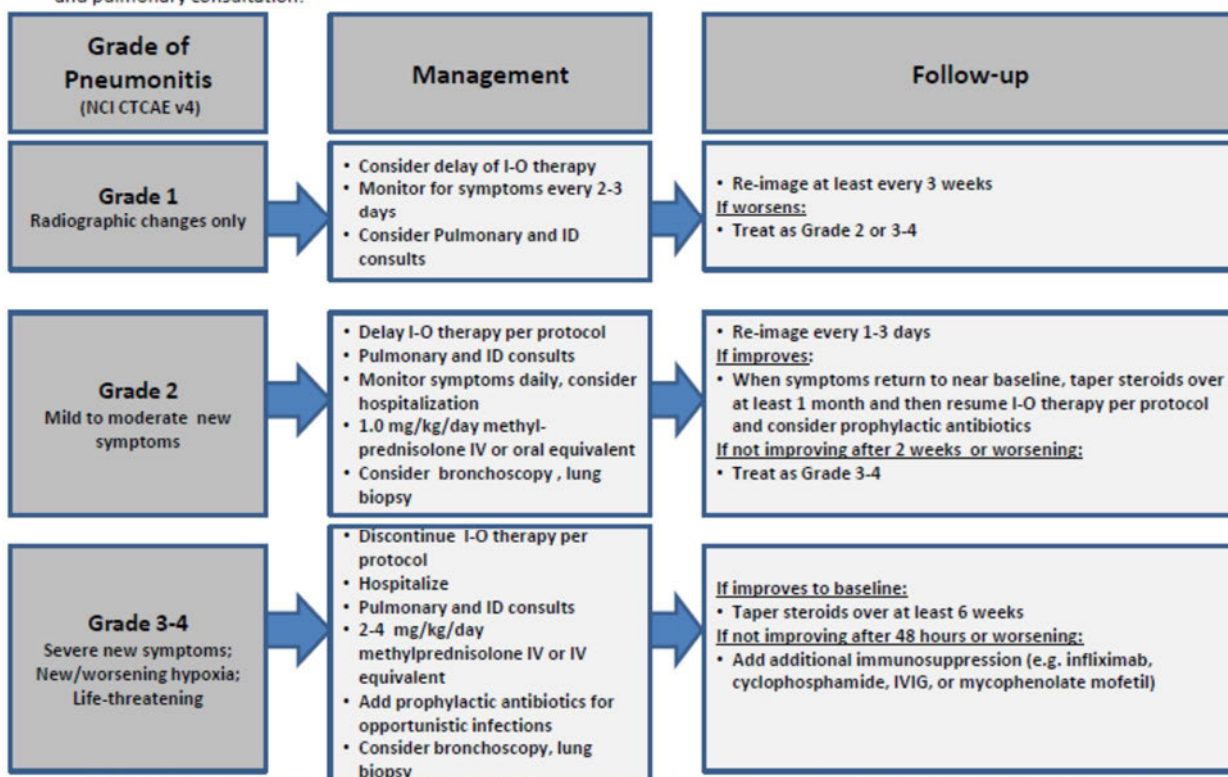 and pulmonary consultation.
Grade of
Pneumonitis
(NCI CTCAE v4)
Management
Follow-up
Grade 1
Radiographic changes only
• Consider delay of I-O therapy
• Monitor for symptoms every 2-3
days
• Consider Pulmonary and ID
consults
• Re-image at least every 3 weeks
If worsens:
• Treat as Grade 2 or 3-4
Grade 2
Mild to moderate new
symptoms
• Delay I-O therapy per protocol
• Pulmonary and ID consults
• Monitor symptoms daily, consider
hospitalization
• 1.0 mg/kg/day methyl-
prednisolone IV or oral equivalent
• Consider bronchoscopy , lung
biopsy
• Re-image every 1-3 days
If improves:
• When symptoms return to near baseline, taper steroids over
at least 1 month and then resume I-O therapy per protocol
and consider prophylactic antibiotics
If not improving after 2 weeks or worsening:
• Treat as Grade 3-4
Grade 3-4
Severe new symptoms;
New/worsening hypoxia;
Life-threatening
• Discontinue I-O therapy per
protocol
• Hospitalize
• Pulmonary and ID consults
• 2-4 mg/kg/day
methylprednisolone IV or IV
equivalent
• Add prophylactic antibiotics for
opportunistic infections
• Consider bronchoscopy, lung
biopsy
If improves to baseline:
• Taper steroids over at least 6 weeks
If not improving after 48 hours or worsening:
• Add additional immunosuppression (e.g. infliximab,
cyclophosphamide, IVIG, or mycophenolate mofetil)